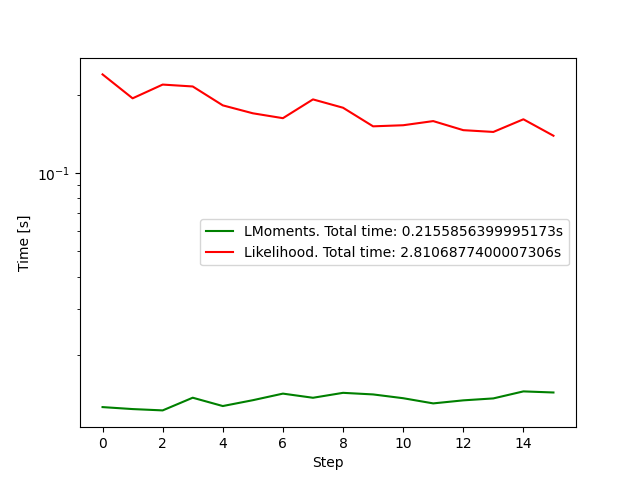 Time [s]
10⁻¹
LMoments. Total time: 0.2155856399995173s
Likelihood. Total time: 2.8106877400007306s
0 2 4 6 8 10 12 14
Step